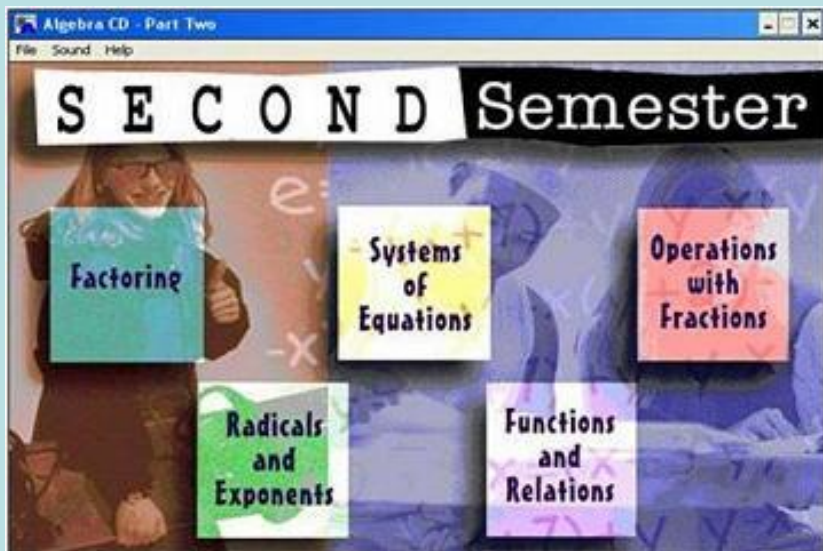 Algebra CD - Part Two
File Sound Help
SECOND Semester
Factoring
Systems
of
Equations
Operations
with
Fractions
Radicals
and
Exponents
Functions
and
Relations